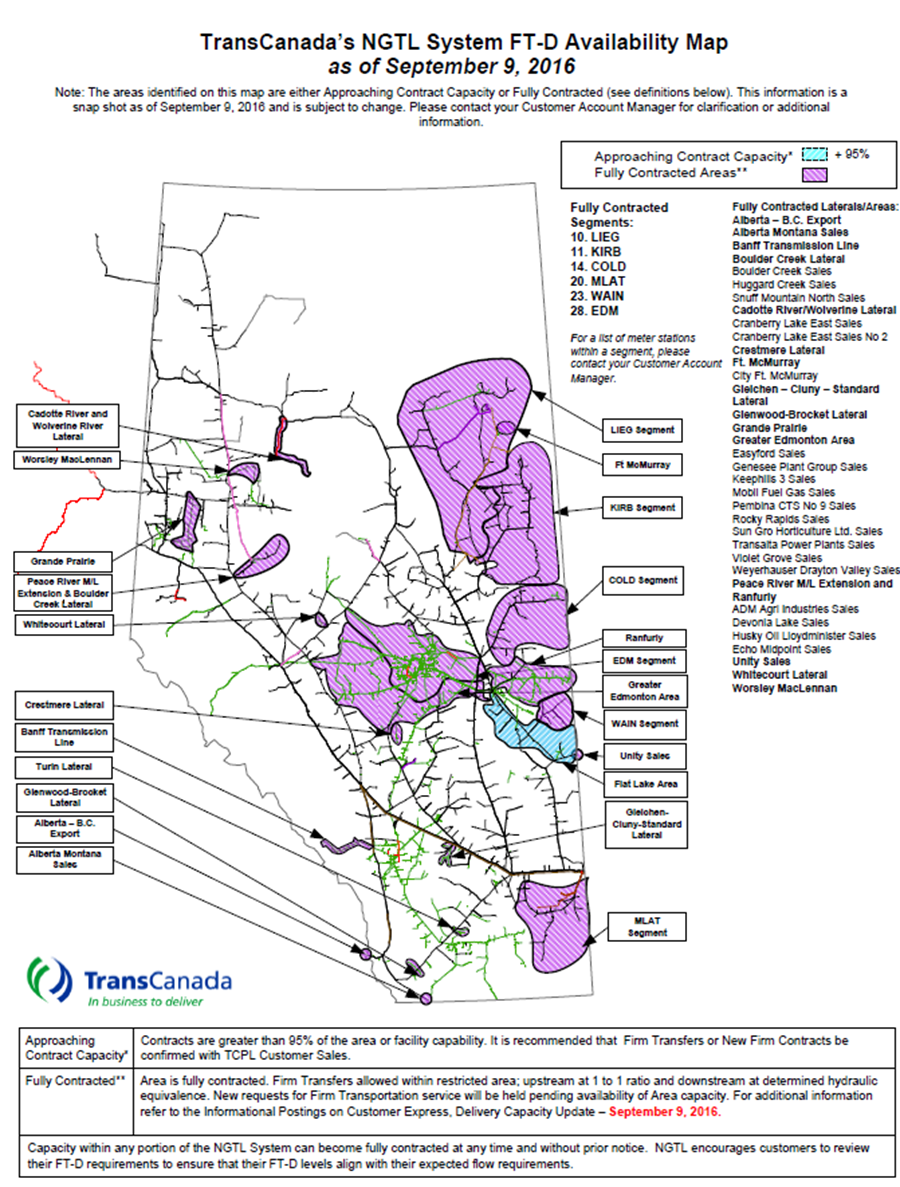 TransCanada's NGTL System FT-D Availability Map
as of September 9, 2016
Note: The areas identified on this map are either Approaching Contract Capacity or Fully Contracted (see definitions below). This information is a
snap shot as of September 9, 2016 and is subject to change. Please contact your Customer Account Manager for clarification or additional
information.
Approaching Contract Capacity* + 95%
Fully Contracted Areas**
Fully Contracted
Segments:
10. LIEG
11. KIRB
14. COLD
20. MLAT
23. WAIN
28. EDM
For a list of meter stations
within a segment, please
contact your Customer Account
Manager.
Fully Contracted Laterals/Areas:
Alberta – B.C. Export
Alberta Montana Sales
Banff Transmission Line
Boulder Creek Lateral
Boulder Creek Sales
Huggard Creek Sales
Snuff Mountain North Sales
Cadotte River/Wolverine Lateral
Cranberry Lake East Sales
Cranberry Lake East Sales No 2
Crestmere Lateral
Ft. McMurray
City Ft. McMurray
Gleichen – Cluny – Standard
Lateral
Glenwood-Brocket Lateral
Grande Prairie
Greater Edmonton Area
Easyford Sales
Genesee Plant Group Sales
Keephills 3 Sales
Mobil Fuel Gas Sales
Pembina CTS No 9 Sales
Rocky Rapids Sales
Sun Gro Horticulture Ltd. Sales
Transalta Power Plants Sales
Violet Grove Sales
Weyerhauser Drayton Valley Sales
Peace River M/L Extension and
Ranfurly
ADM Agri Industries Sales
Devonia Lake Sales
Husky Oil Lloydminister Sales
Echo Midpoint Sales
Unity Sales
Whitecourt Lateral
Worsley MacLennan
Cadotte River and
Wolverine River
Lateral
Worsley MacLennan
Grande Prairie
Peace River M/L
Extension & Boulder
Creek Lateral
Whitecourt Lateral
Crestmere Lateral
Banff Transmission
Line
Turin Lateral
Glenwood-Brocket
Lateral
Alberta – B.C.
Export
Alberta Montana
Sales
LIEG Segment
Ft McMurray
KIRB Segment
COLD Segment
Ranfurly
EDM Segment
Greater
Edmonton Area
WAIN Segment
Unity Sales
Flat Lake Area
Gleichen-
Cluny-Standard
Lateral
MLAT
Segment
TransCanada
In business to deliver
Approaching
Contract Capacity*
Contracts are greater than 95% of the area or facility capability. It is recommended that Firm Transfers or New Firm Contracts be
confirmed with TCPL Customer Sales.
Fully Contracted**
Area is fully contracted. Firm Transfers allowed within restricted area; upstream at 1 to 1 ratio and downstream at determined hydraulic
equivalence. New requests for Firm Transportation service will be held pending availability of Area capacity. For additional information
refer to the Informational Postings on Customer Express, Delivery Capacity Update – September 9, 2016.
Capacity within any portion of the NGTL System can become fully contracted at any time and without prior notice. NGTL encourages customers to review
their FT-D requirements to ensure that their FT-D levels align with their expected flow requirements.